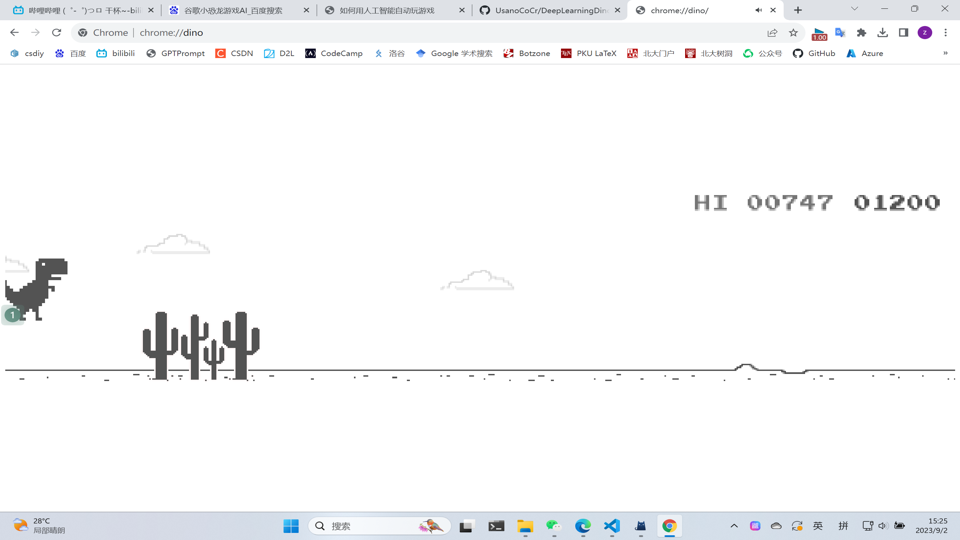 哔哩哔哩 (゜-゜)つロ 干杯~-bili
谷歌小恐龙游戏AI_百度搜索
如何用人工智能自动玩游戏
UsanoCoCr/DeepLearningDin
chrome://dino/
Chrome
chrome://dino
1.00
z
csdiy
百度
bilibili
GPTPrompt
CSDN
D2L
CodeCamp
洛谷
Google 学术搜索
Botzone
PKU LaTeX
北大门户
北大树洞
公众号
GitHub
Azure
»
HI 00747 01200
1
28°C
局部晴朗
搜索
英
拼
15:25
2023/9/2